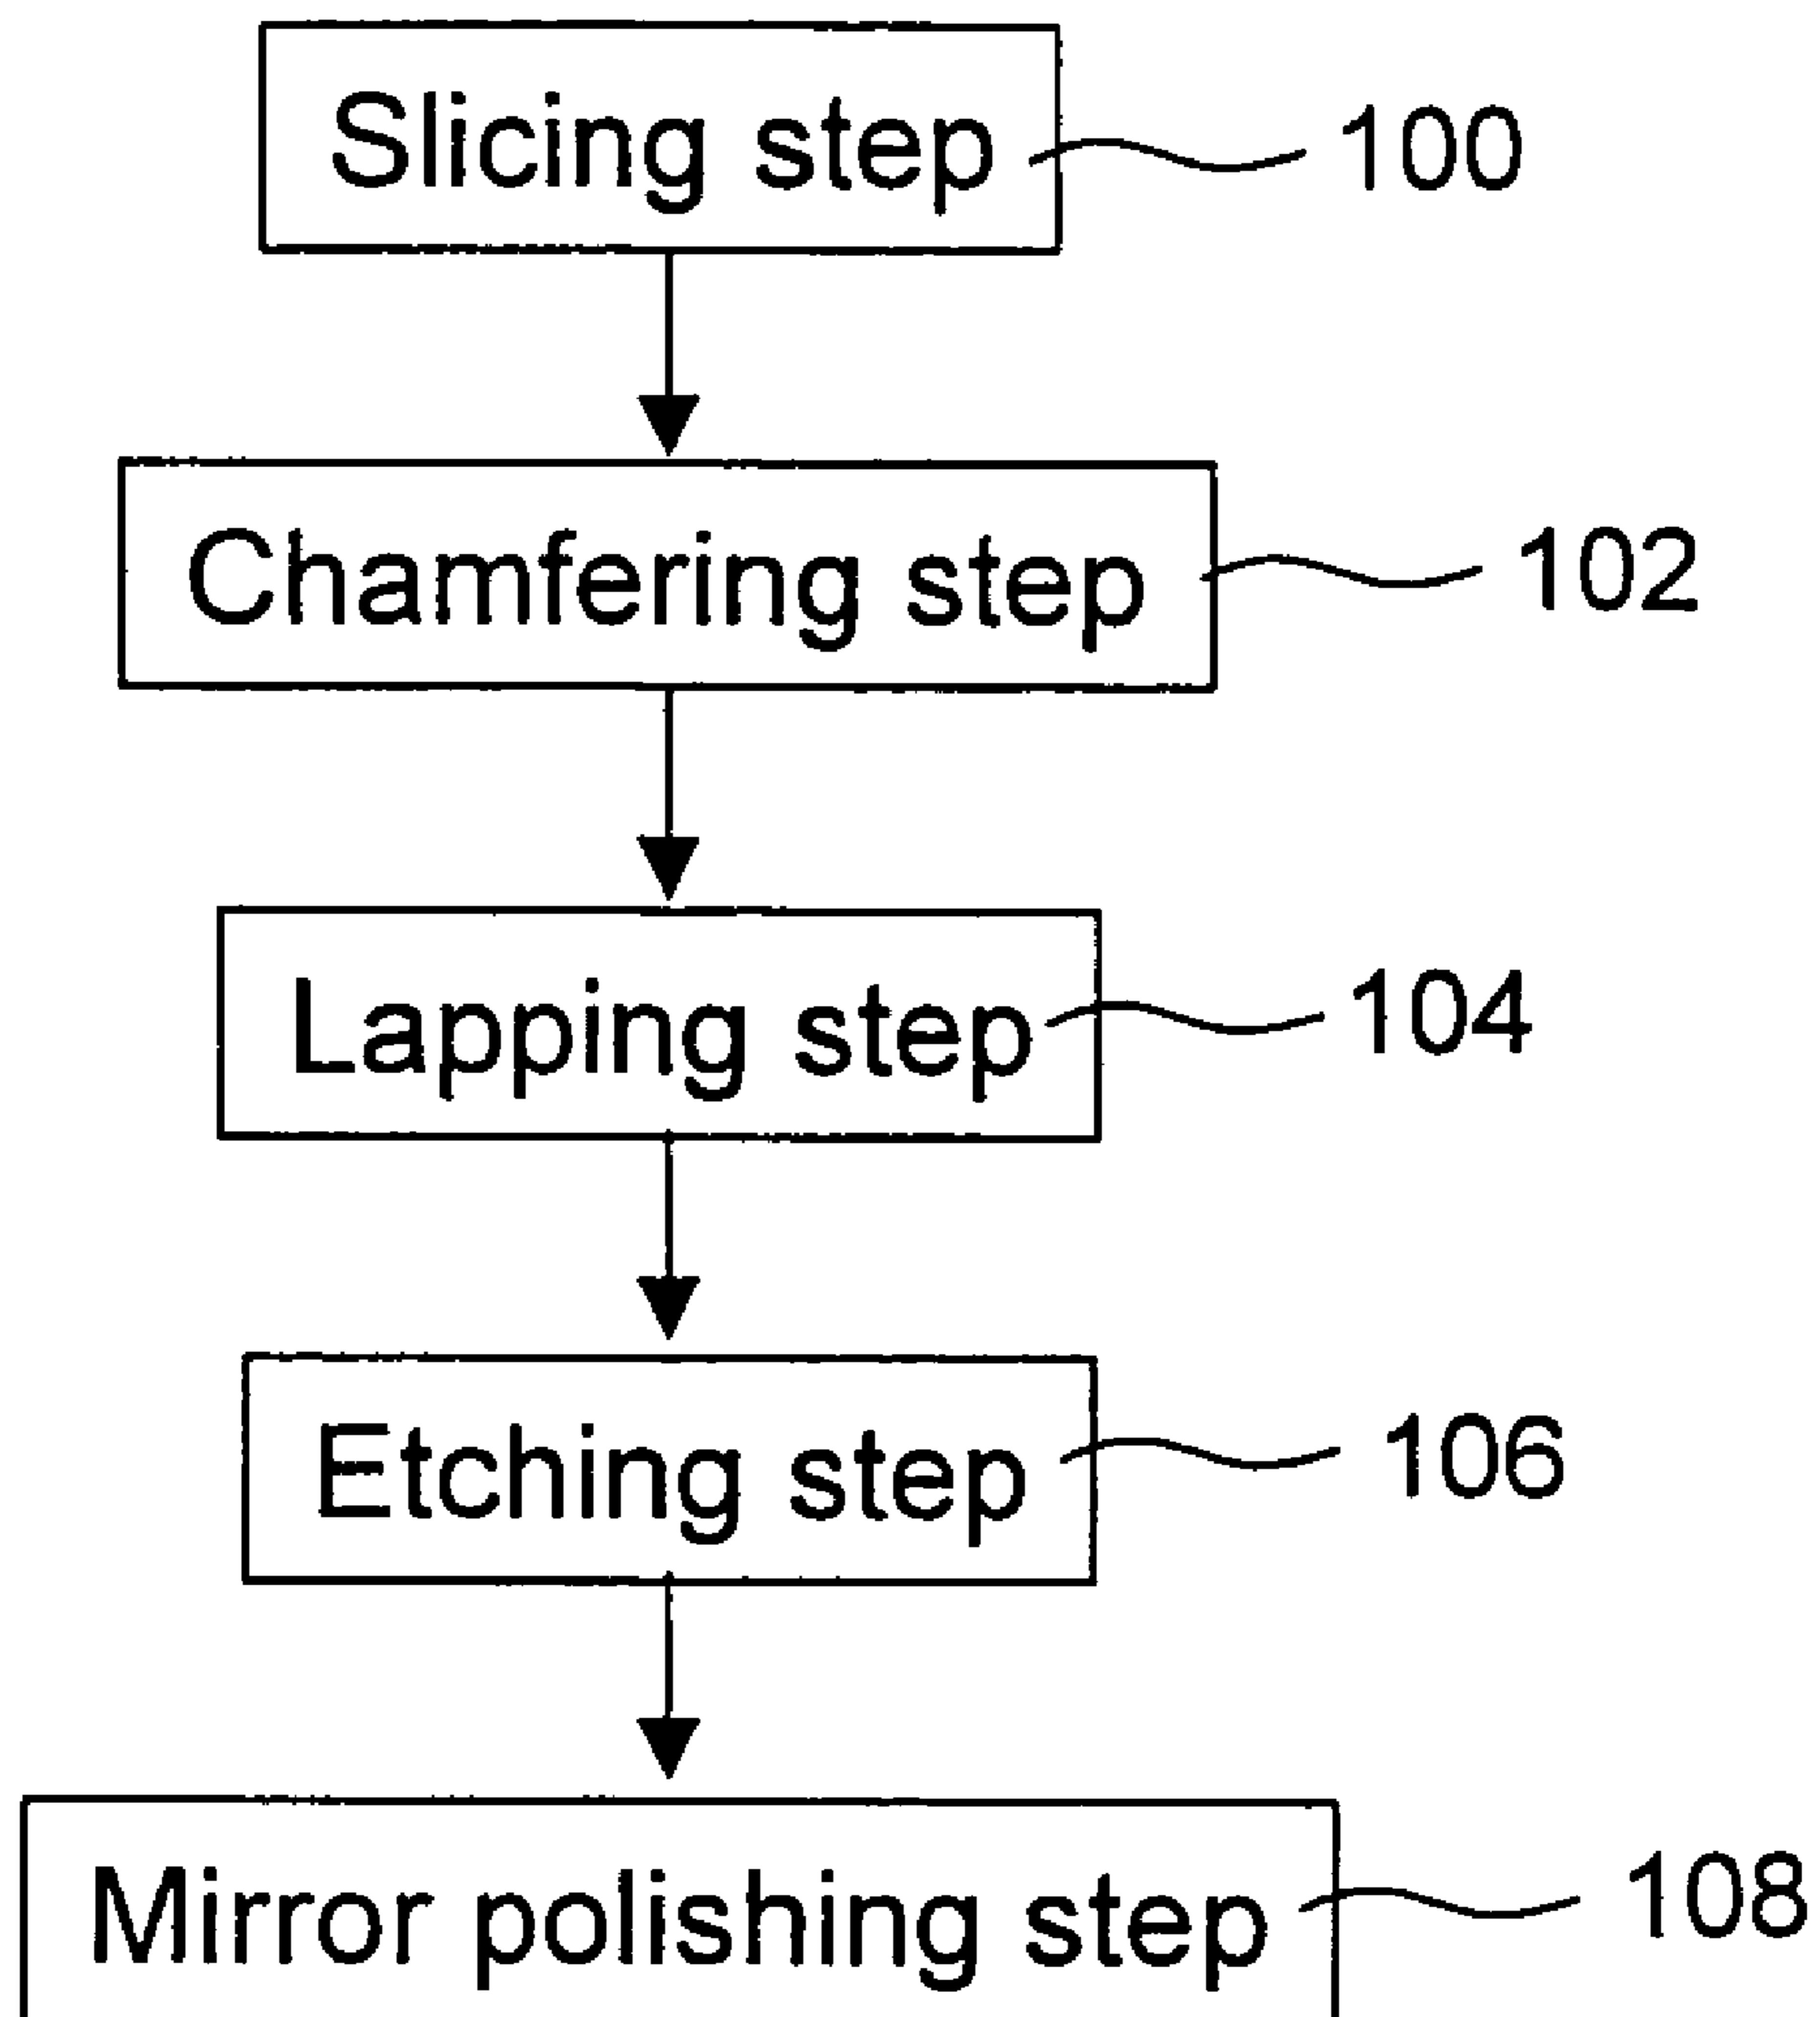 Slicing step 100
Chamfering step 102
Lapping step 104
Etching step 106
Mirror polishing step 108